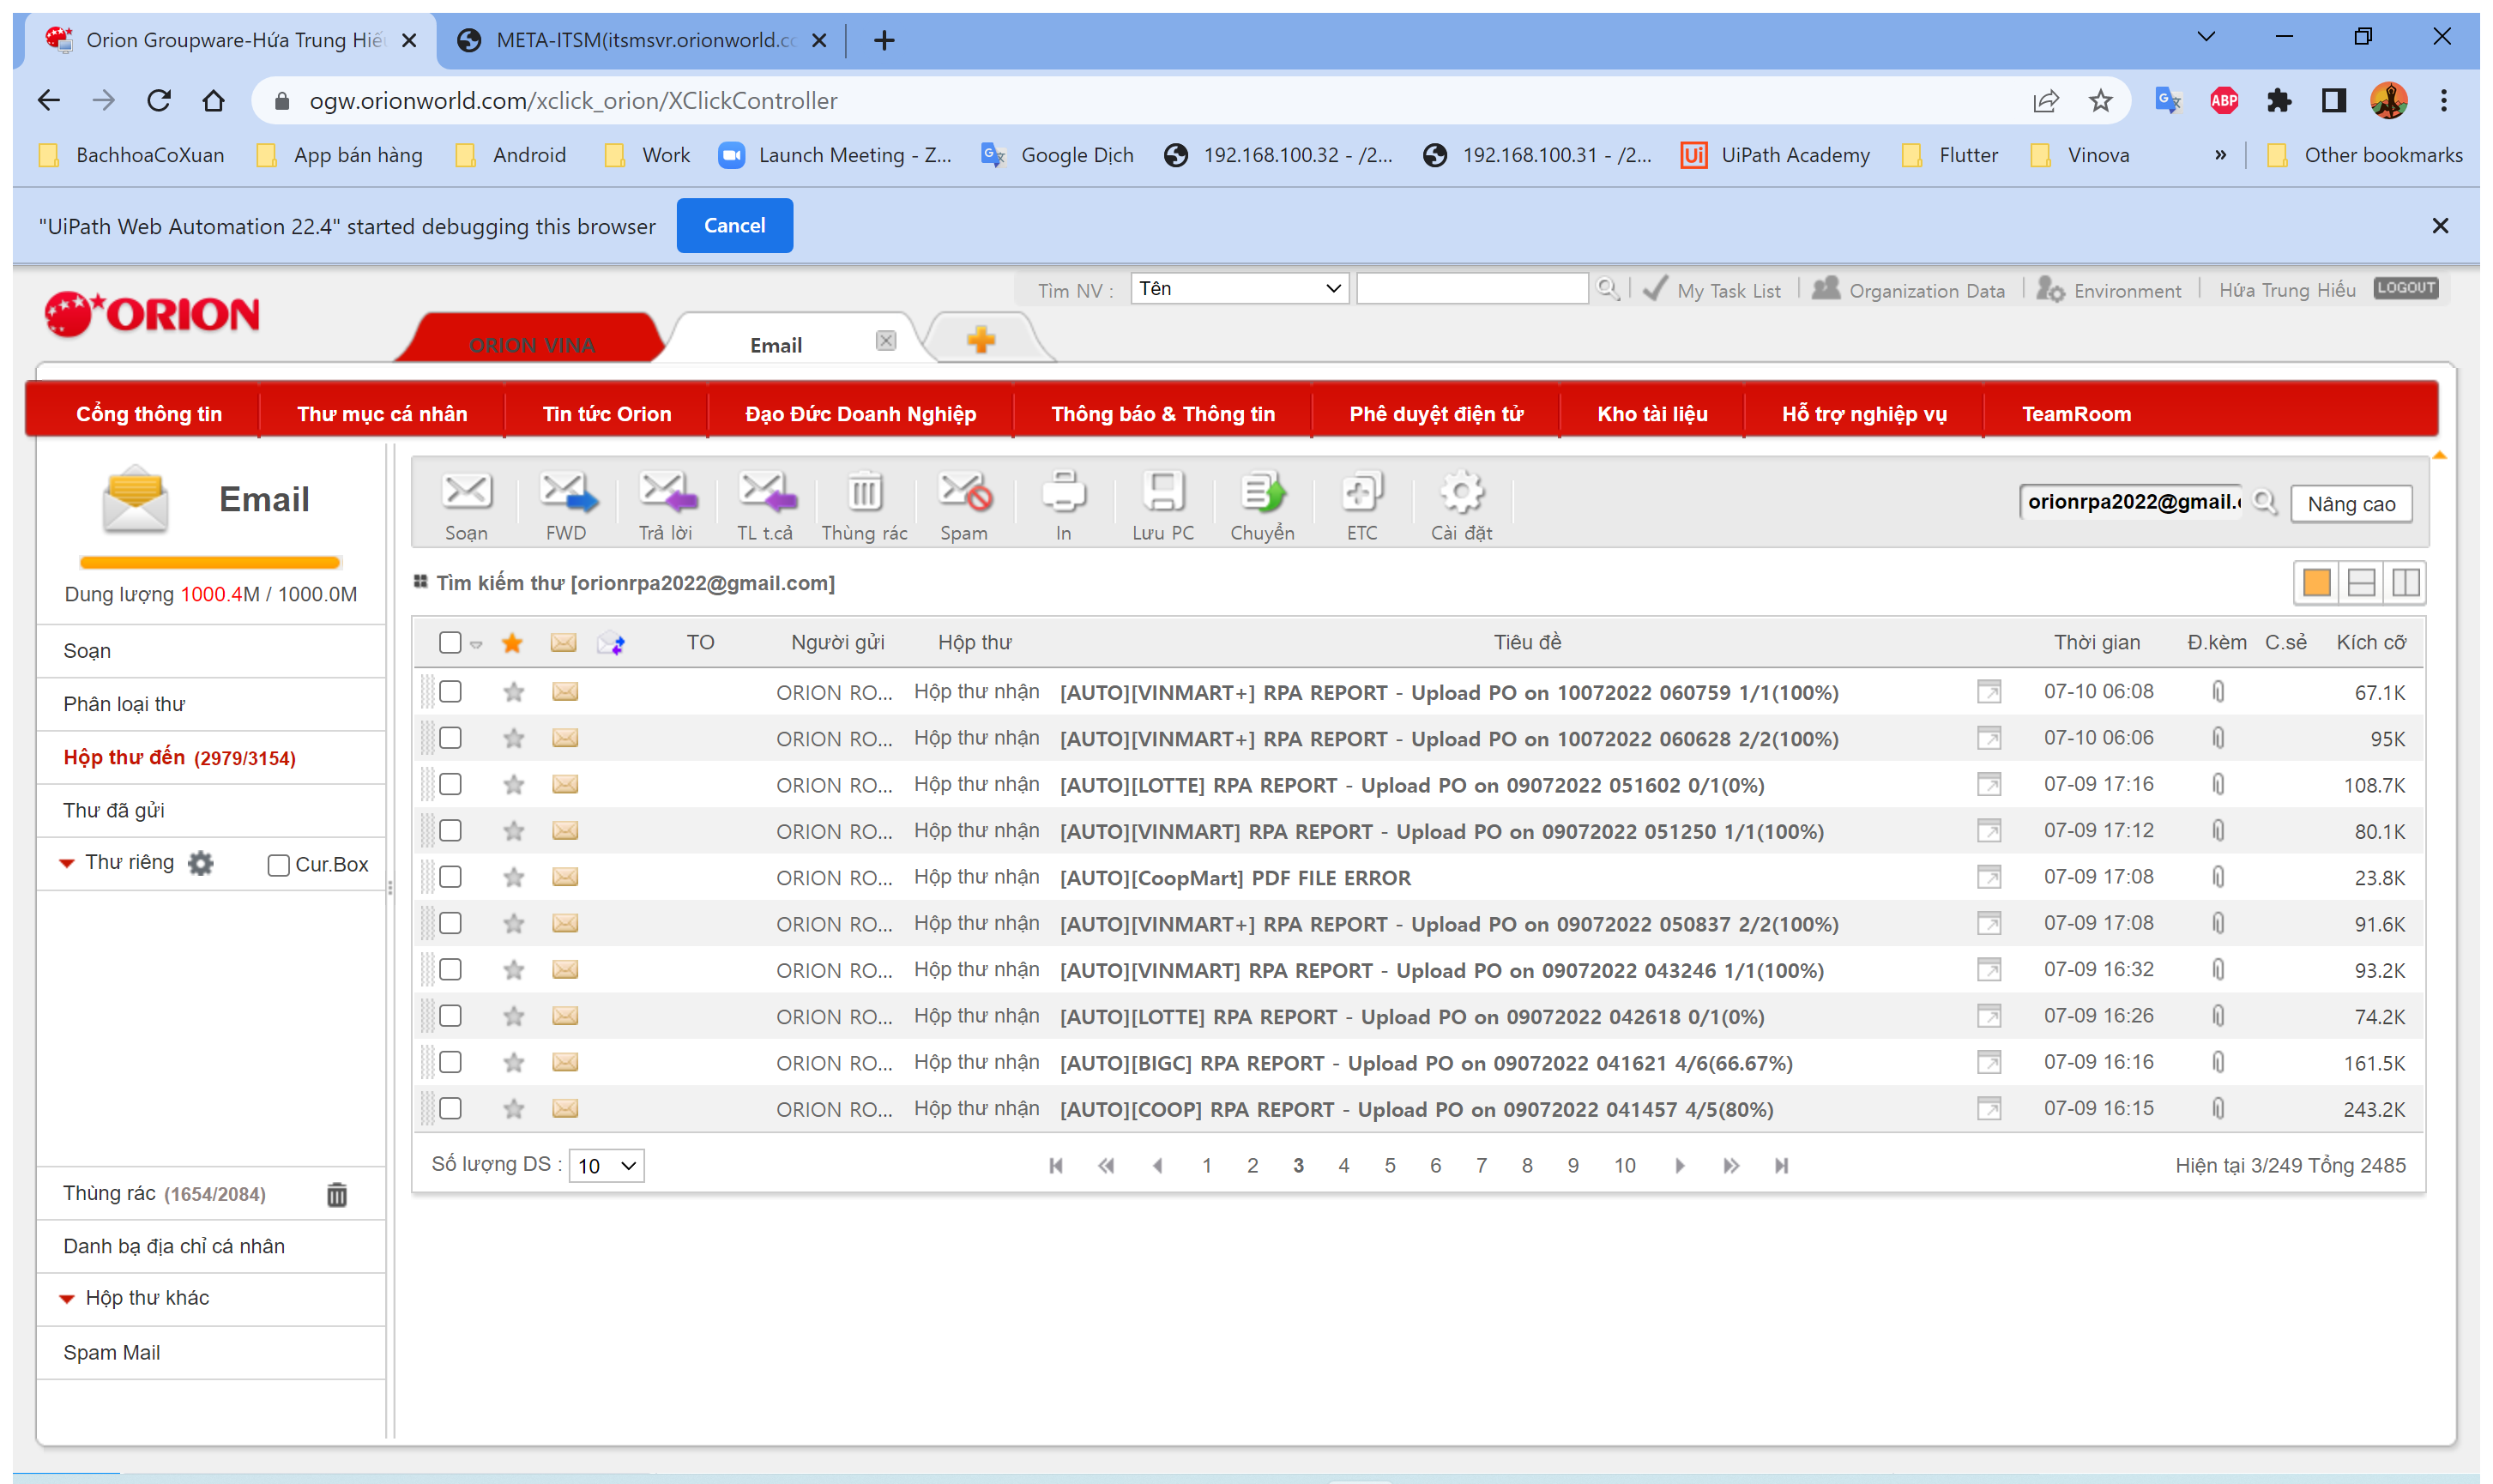 Orion Groupware-Hứa Trung Hiếu
META-ITSM(itsmsvr.orionworld.co
ogw.orionworld.com/xclick_orion/XClickController
ABP
BachhoaCoXuan App bán hàng Android Work Launch Meeting - Z... Google Dịch 192.168.100.32 - /2... 192.168.100.31 - /2... Ui UiPath Academy Flutter Vinova » Other bookmarks
"UiPath Web Automation 22.4" started debugging this browser Cancel
Tìm NV : Tên My Task List Organization Data Environment Hứa Trung Hiếu LOGOUT
ORION
ORION VINA Email
Cổng thông tin Thư mục cá nhân Tin tức Orion Đạo Đức Doanh Nghiệp Thông báo & Thông tin Phê duyệt điện tử Kho tài liệu Hỗ trợ nghiệp vụ TeamRoom
Email
Dung lượng 1000.4M / 1000.0M
Soạn
Phân loại thư
Hộp thư đến (2979/3154)
Thư đã gửi
Thư riêng Cur.Box
Thùng rác (1654/2084)
Danh bạ địa chỉ cá nhân
Hộp thư khác
Spam Mail
Soạn FWD Trả lời TL t.cả Thùng rác Spam In Lưu PC Chuyển ETC Cài đặt
orionrpa2022@gmail. Nâng cao
Tìm kiếm thư [orionrpa2022@gmail.com]
TO Người gửi Hộp thư Tiêu đề Thời gian Đ.kèm C.sẻ Kích cỡ
ORION RO... Hộp thư nhận [AUTO][VINMART+] RPA REPORT - Upload PO on 10072022 060759 1/1(100%) 07-10 06:08 67.1K
ORION RO... Hộp thư nhận [AUTO][VINMART+] RPA REPORT - Upload PO on 10072022 060628 2/2(100%) 07-10 06:06 95K
ORION RO... Hộp thư nhận [AUTO][LOTTE] RPA REPORT - Upload PO on 09072022 051602 0/1(0%) 07-09 17:16 108.7K
ORION RO... Hộp thư nhận [AUTO][VINMART] RPA REPORT - Upload PO on 09072022 051250 1/1(100%) 07-09 17:12 80.1K
ORION RO... Hộp thư nhận [AUTO][CoopMart] PDF FILE ERROR 07-09 17:08 23.8K
ORION RO... Hộp thư nhận [AUTO][VINMART+] RPA REPORT - Upload PO on 09072022 050837 2/2(100%) 07-09 17:08 91.6K
ORION RO... Hộp thư nhận [AUTO][VINMART] RPA REPORT - Upload PO on 09072022 043246 1/1(100%) 07-09 16:32 93.2K
ORION RO... Hộp thư nhận [AUTO][LOTTE] RPA REPORT - Upload PO on 09072022 042618 0/1(0%) 07-09 16:26 74.2K
ORION RO... Hộp thư nhận [AUTO][BIGC] RPA REPORT - Upload PO on 09072022 041621 4/6(66.67%) 07-09 16:16 161.5K
ORION RO... Hộp thư nhận [AUTO][COOP] RPA REPORT - Upload PO on 09072022 041457 4/5(80%) 07-09 16:15 243.2K
Số lượng DS : 10 1 2 3 4 5 6 7 8 9 10 Hiện tại 3/249 Tổng 2485